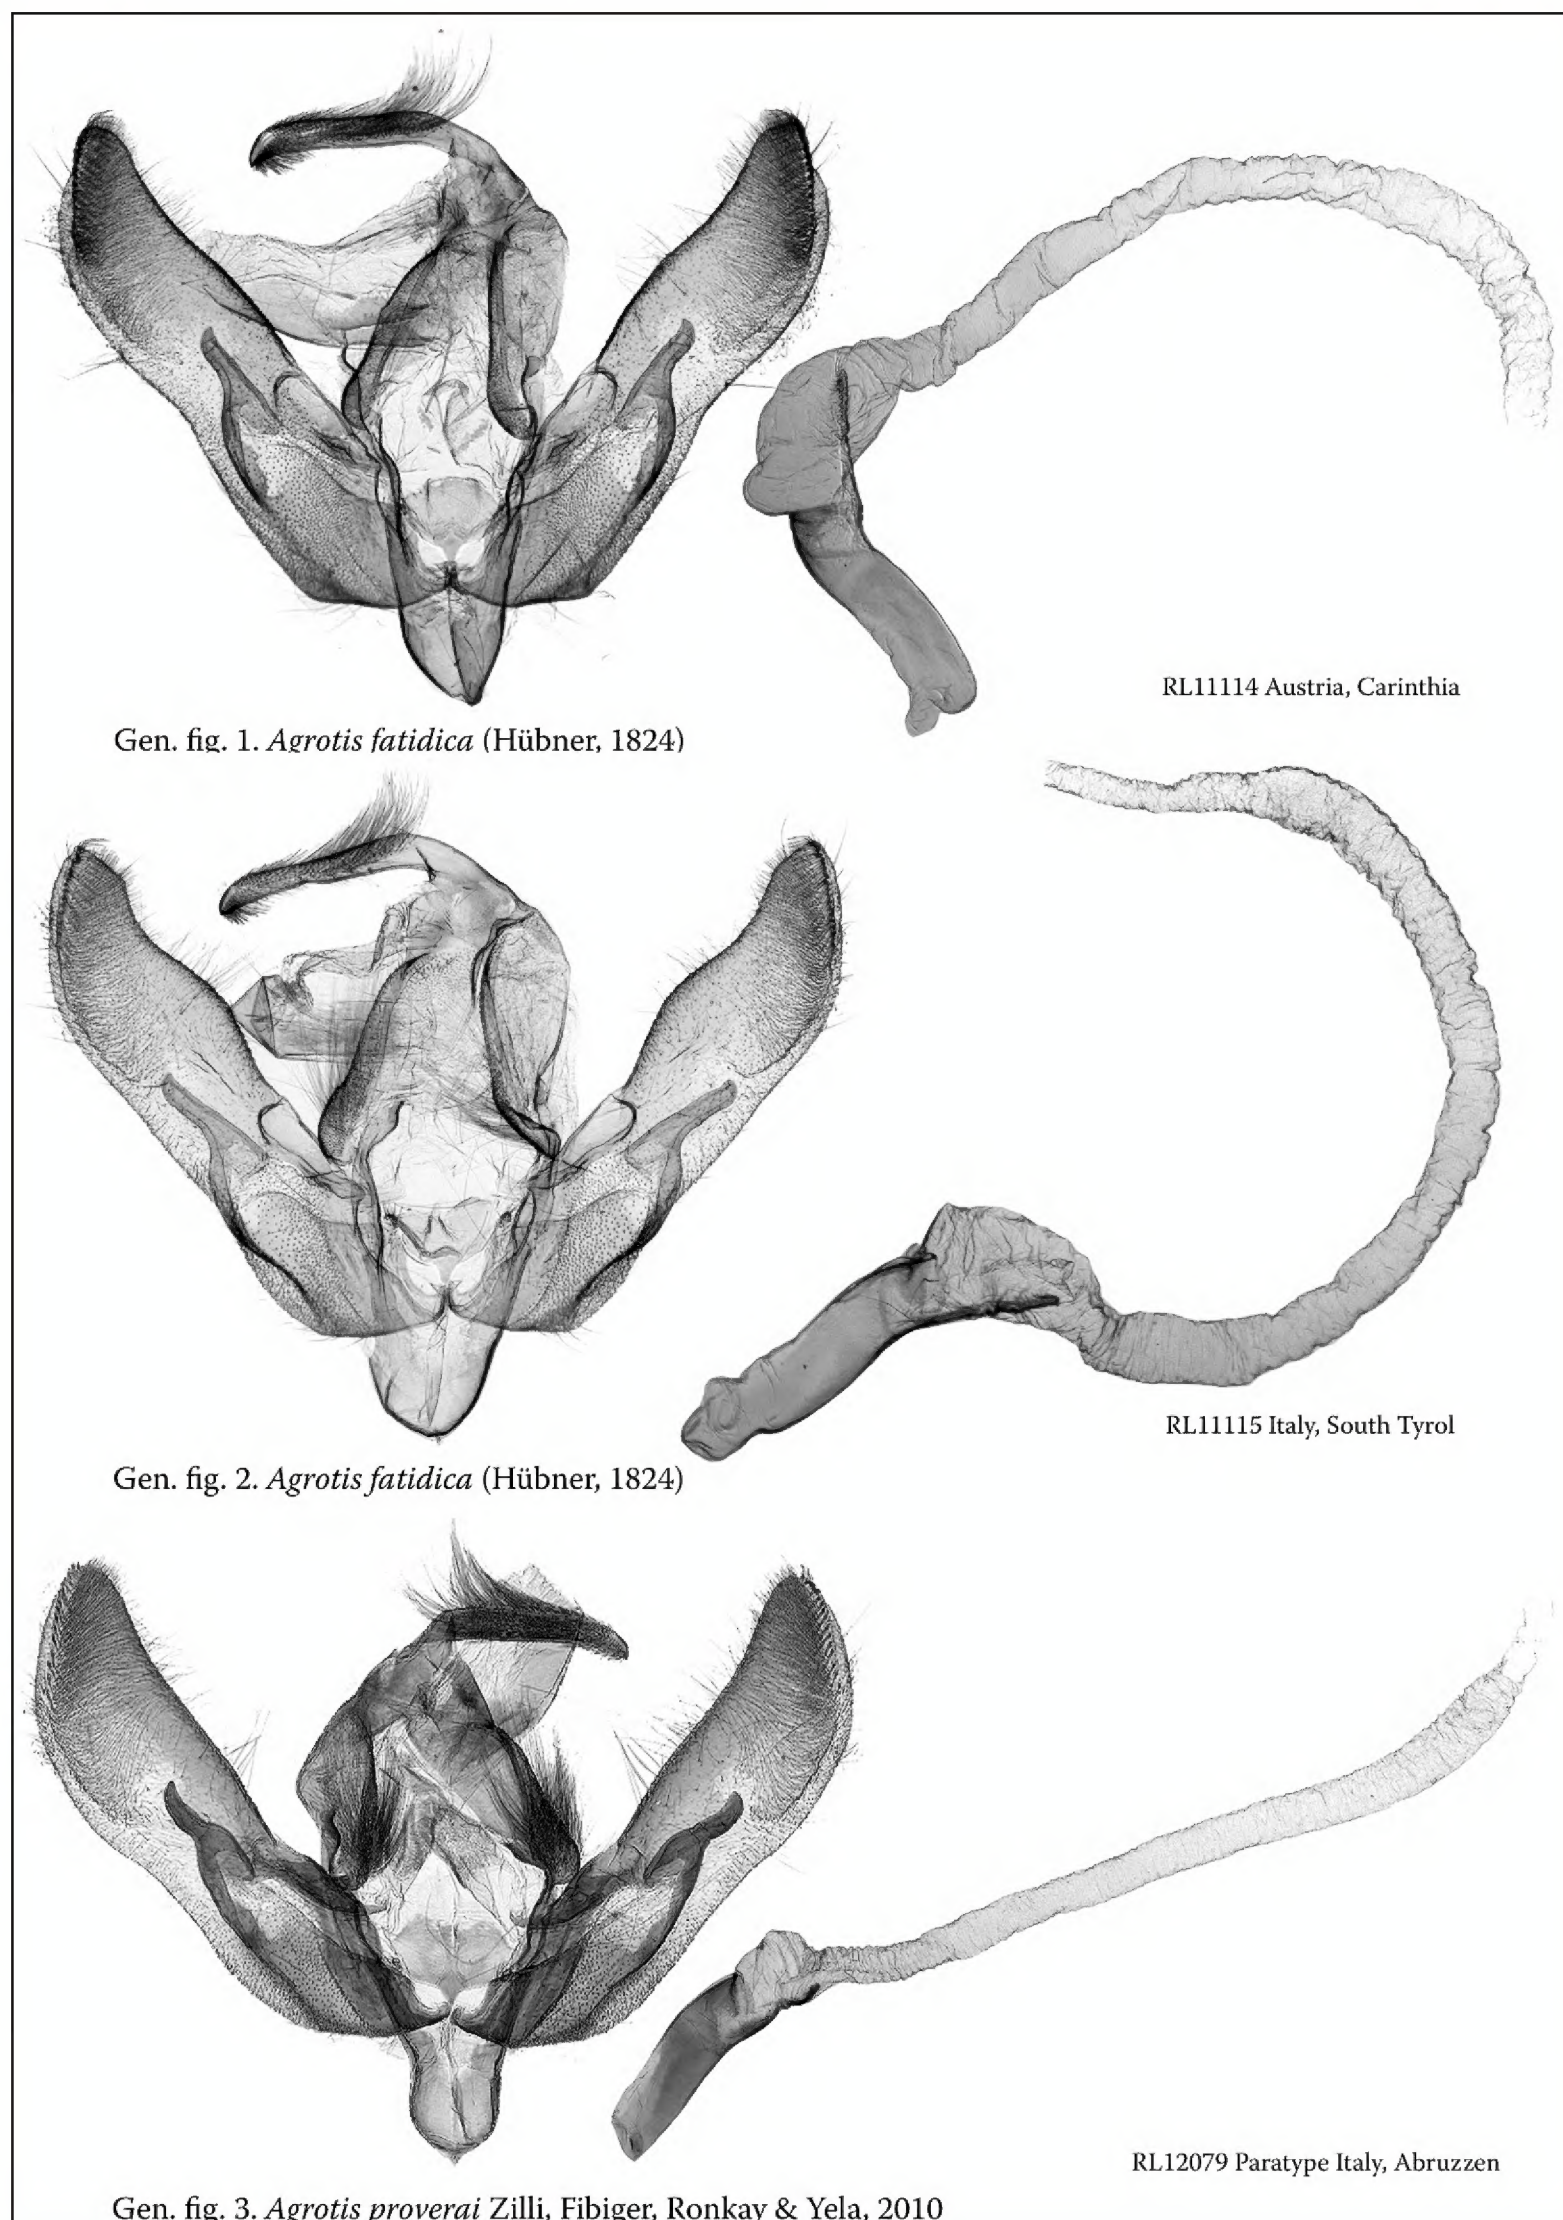 RL11114 Austria, Carinthia
Gen. fig. 1. Agrotis fatidica (Hübner, 1824)
RL11115 Italy, South Tyrol
Gen. fig. 2. Agrotis fatidica (Hübner, 1824)
RL12079 Paratype Italy, Abruzzen
Gen. fig. 3. Agrotis proverai Zilli, Fibiger, Ronkay & Yela, 2010